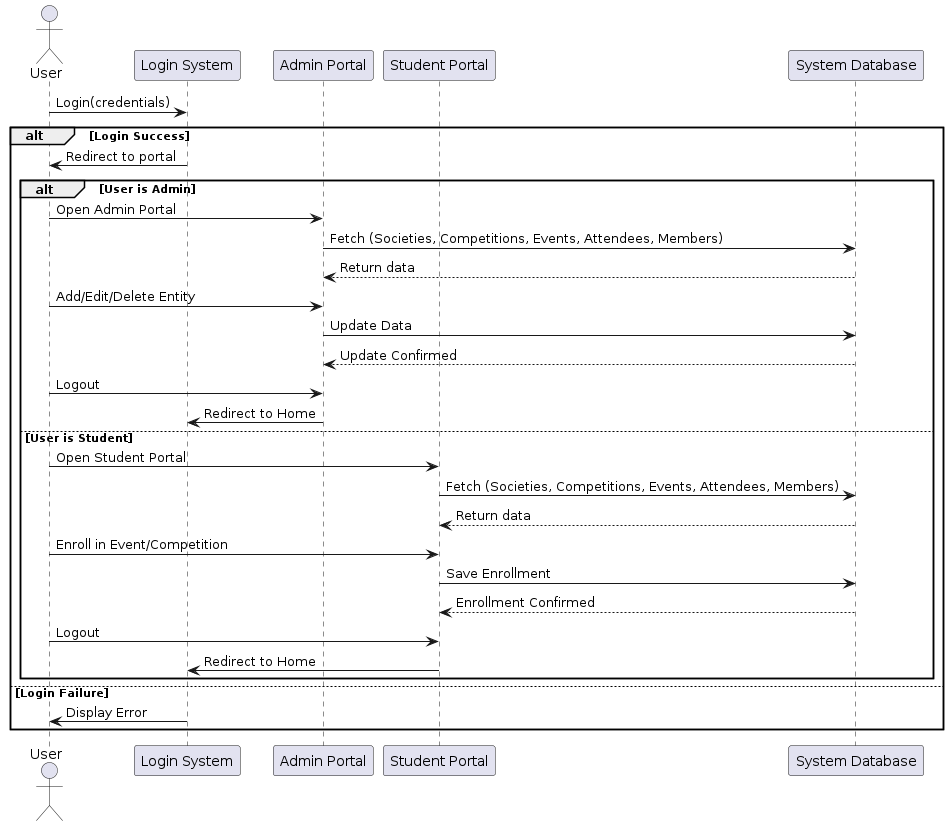 User
Login System
Admin Portal
Student Portal
System Database
Login(credentials)
alt [Login Success]
Redirect to portal
alt [User is Admin]
Open Admin Portal
Fetch (Societies, Competitions, Events, Attendees, Members)
Return data
Add/Edit/Delete Entity
Update Data
Update Confirmed
Logout
Redirect to Home
[User is Student]
Open Student Portal
Fetch (Societies, Competitions, Events, Attendees, Members)
Return data
Enroll in Event/Competition
Save Enrollment
Enrollment Confirmed
Logout
Redirect to Home
[Login Failure]
Display Error
User
Login System
Admin Portal
Student Portal
System Database